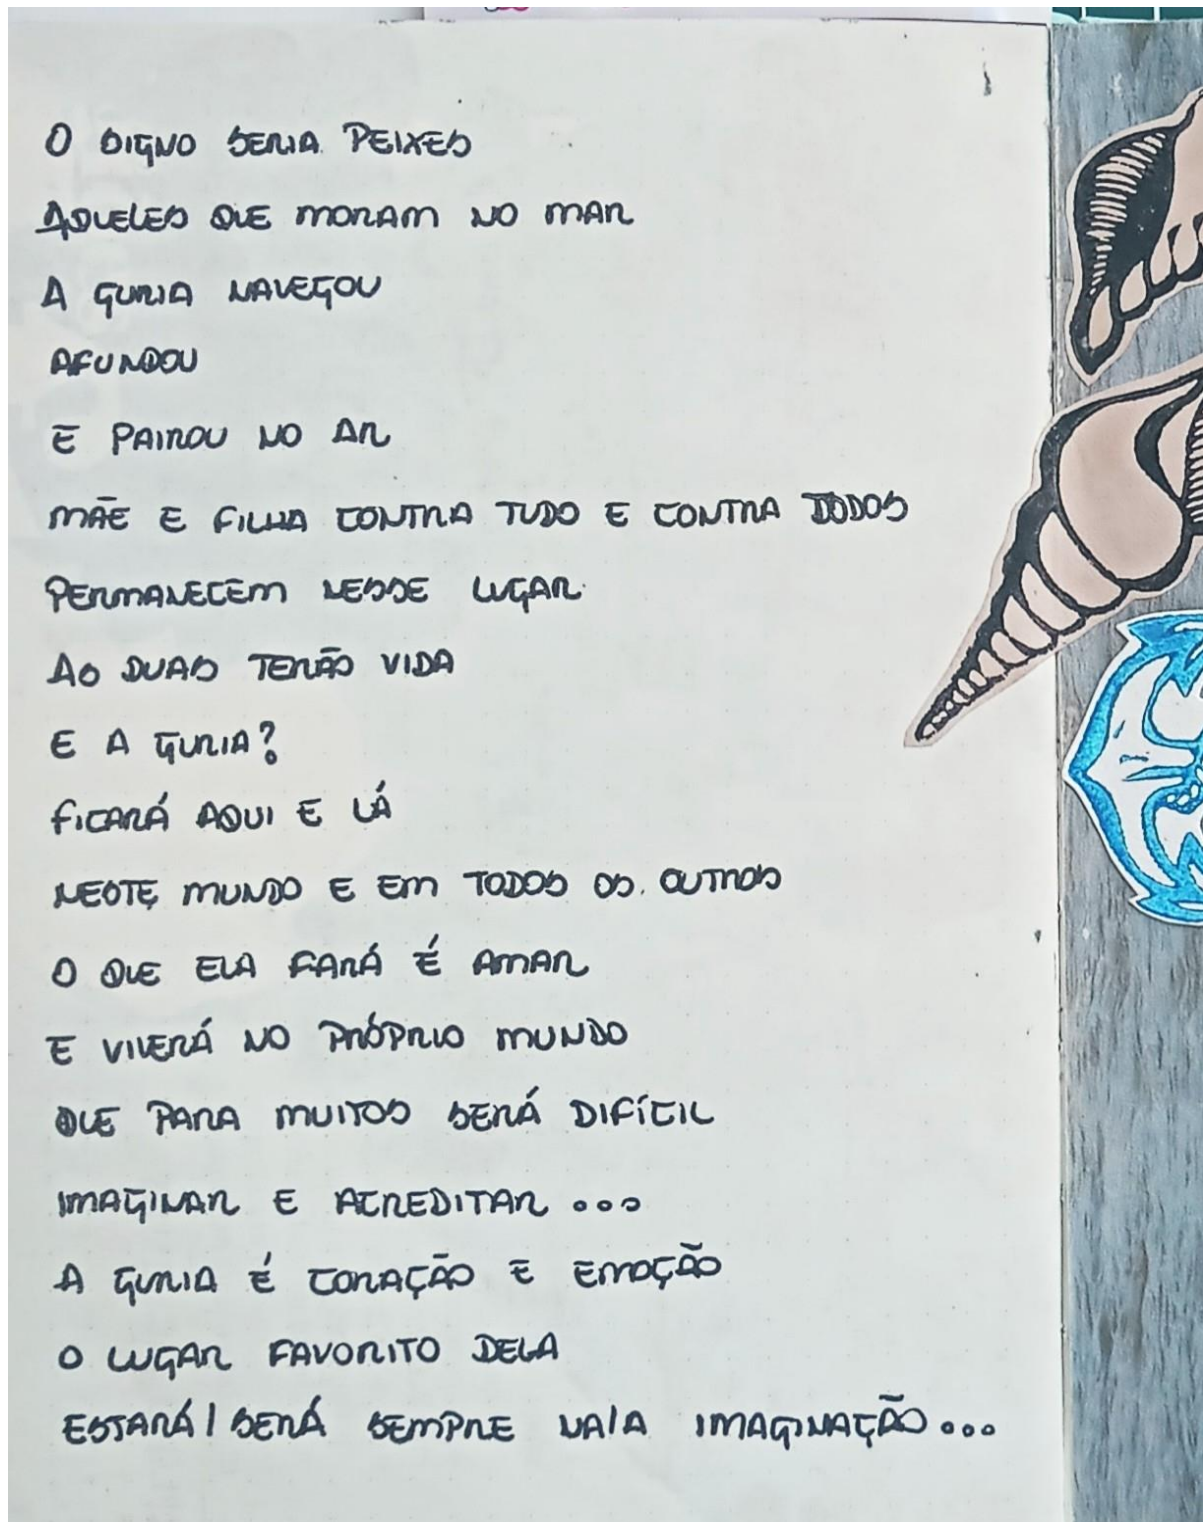 O SIGNO SERIA PEIXES
AQUELES QUE MORAM NO MAR
A GURIA NAVEGOU
AFUNDOU
E PAIROU NO AR
MÃE E FILHA CONTRA TUDO E CONTRA TODOS
PERMANECEM NESSE LUGAR.
AS DUAS TERÃO VIDA
E A GURIA?
FICARÁ AQUI E LÁ
NESTE MUNDO E EM TODOS OS OUTROS
O QUE ELA FARÁ É AMAR
E VIVERÁ NO PRÓPRIO MUNDO
QUE PARA MUITOS SERÁ DIFÍCIL
IMAGINAR E ACREDITAR...
A GURIA É CORAÇÃO E EMOÇÃO
O LUGAR FAVORITO DELA
ESTARÁ/SERÁ SEMPRE NA/A IMAGINAÇÃO...